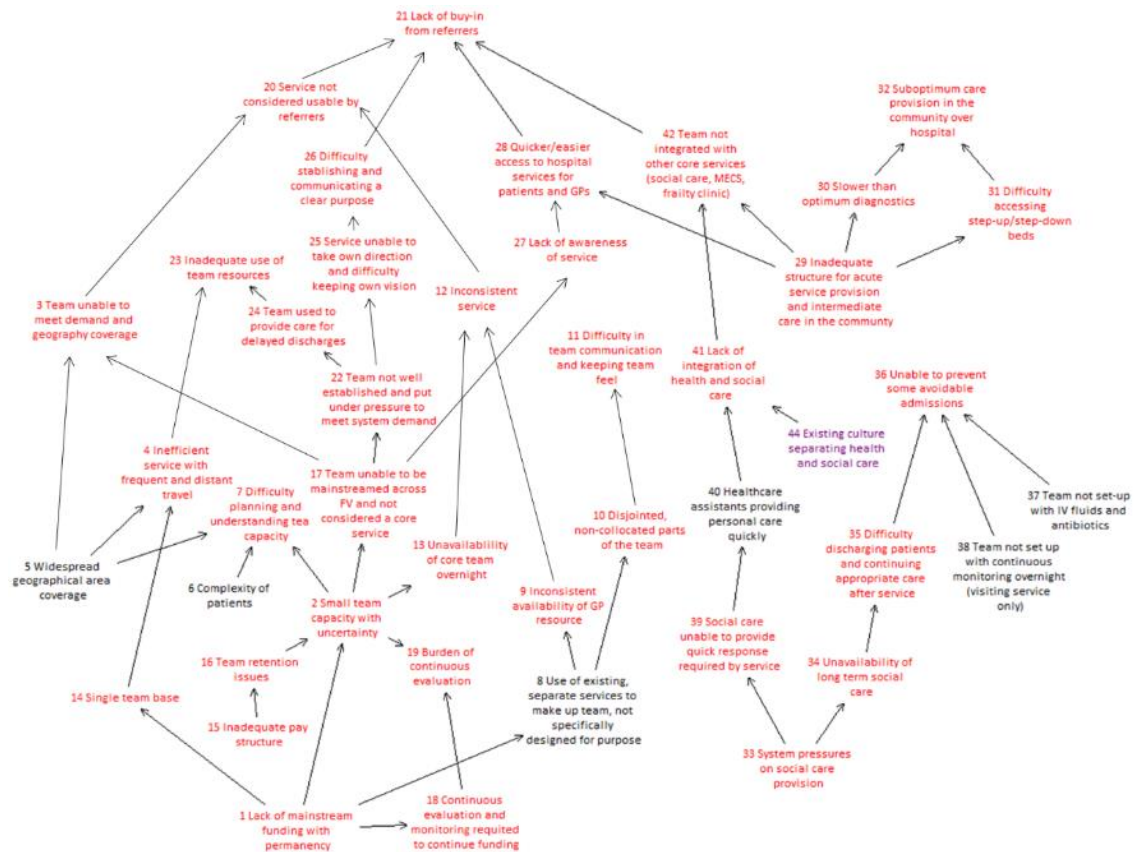 21 Lack of buy-in
from referrers
20 Service not
considered usable by
referrers
32 Suboptimum care
provision in the
community over
hospital
42 Team not
integrated with
other core services
(social care, MECS,
frailty clinic)
28 Quicker/easier
access to hospital
services for
patients and GPs
26 Difficulty
stablishing and
communicating a
clear purpose
30 Slower than
optimum diagnostics
31 Difficulty
accessing
step-up/step-down
beds
25 Service unable to
take own direction
and difficulty
keeping own vision
27 Lack of awareness
of service
23 Inadequate use of
team resources
29 Inadequate
structure for acute
service provision
and intermediate
care in the communty
12 Inconsistent
service
3 Team unable to
meet demand and
geography coverage
24 Team used to
provide care for
delayed discharges
11 Difficulty in
team communication
and keeping team
feel
41 Lack of
integration of
health and social
care
22 Team not well
established and put
under pressure to
meet system demand
36 Unable to prevent
some avoidable
admissions
44 Existing culture
separating health
and social care
4 Inefficient
service with
frequent and distant
travel
17 Team unable to be
mainstreamed across
FV and not
considered a core
service
7 Difficulty
planning and
understanding tea
capacity
40 Healthcare
assistants providing
personal care
quickly
37 Team not set-up
with IV fluids and
antibiotics
10 Disjointed,
non-collocated parts
of the team
35 Difficulty
discharging patients
and continuing
appropriate care
after service
38 Team not set up
with continuous
monitoring overnight
(visiting service
only)
13 Unavailablility
of core team
overnight
5 Widespread
geographical area
coverage
6 Complexity of
patients
9 Inconsistent
availability of GP
resource
2 Small team
capacity with
uncertainty
39 Social care
unable to provide
quick response
required by service
19 Burden of
continuous
evaluation
16 Team retention
issues
34 Unavailability of
long term social
care
8 Use of existing,
separate services to
make up team, not
specifically
designed for purpose
14 Single team base
15 Inadequate pay
structure
33 System pressures
on social care
provision
18 Continuous
evaluation and
monitoring requited
to continue funding
1 Lack of mainstream
funding with
permanency